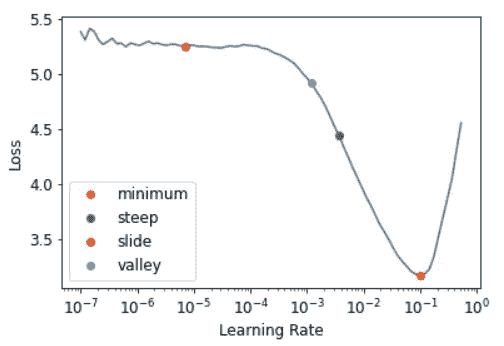 5.5
5.0
4.5
4.0
3.5
Loss
minimum
steep
slide
valley
10⁻⁷ 10⁻⁶ 10⁻⁵ 10⁻⁴ 10⁻³ 10⁻² 10⁻¹ 10⁰
Learning Rate